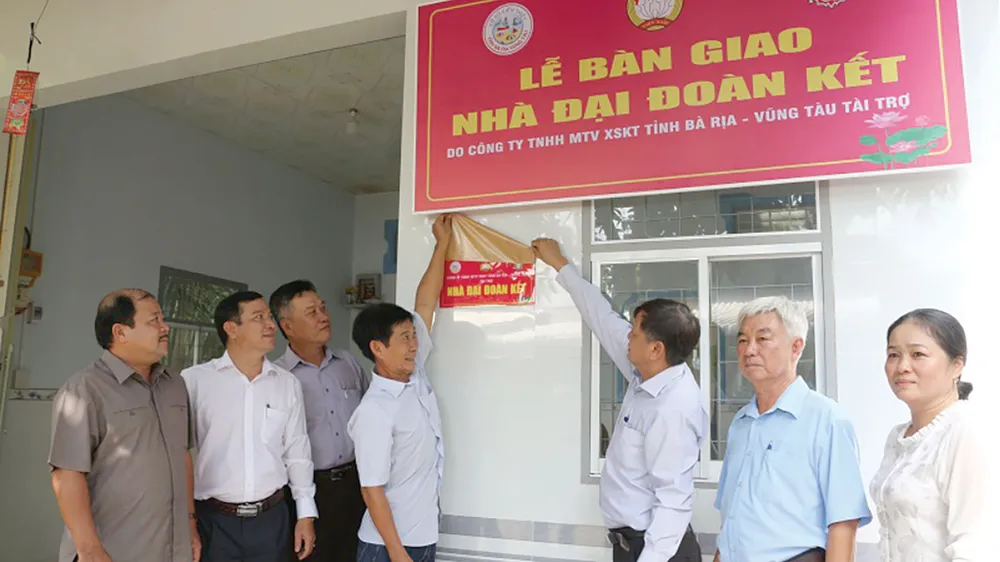 LỄ BÀN GIAO
NHÀ ĐẠI ĐOÀN KẾT
DO CÔNG TY TNHH MTV XSKT TỈNH BÀ RỊA - VŨNG TÀU TÀI TRỢ
NHÀ ĐẠI ĐOÀN KẾT